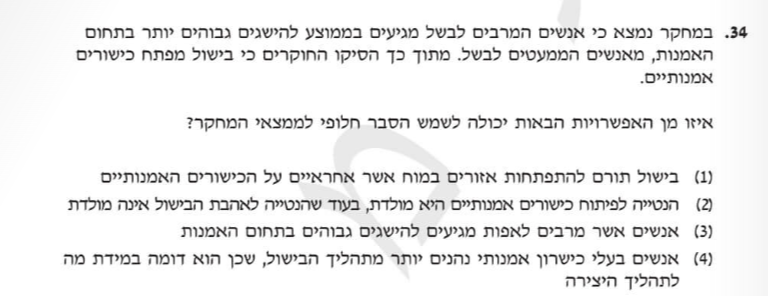 34. במחקר נמצא כי אנשים המרבים לבשל מגיעים בממוצע להישגים גבוהים יותר בתחום
האמנות, מאנשים הממעטים לבשל. מתוך כך הסיקו החוקרים כי בישול מפתח כישורים
אמנותיים.
איזו מן האפשרויות הבאות יכולה לשמש הסבר חלופי לממצאי המחקר?
(1) בישול תורם להתפתחות אזורים במוח אשר אחראיים על הכישורים האמנותיים
(2) הנטייה לפיתוח כישורים אמנותיים היא מולדת, בעוד שהנטייה לאהבת הבישול אינה מולדת
(3) אנשים אשר מרבים לאפות מגיעים להישגים גבוהים בתחום האמנות
(4) אנשים בעלי כישרון אמנותי נהנים יותר מתהליך הבישול, שכן הוא דומה במידת מה
לתהליך היצירה